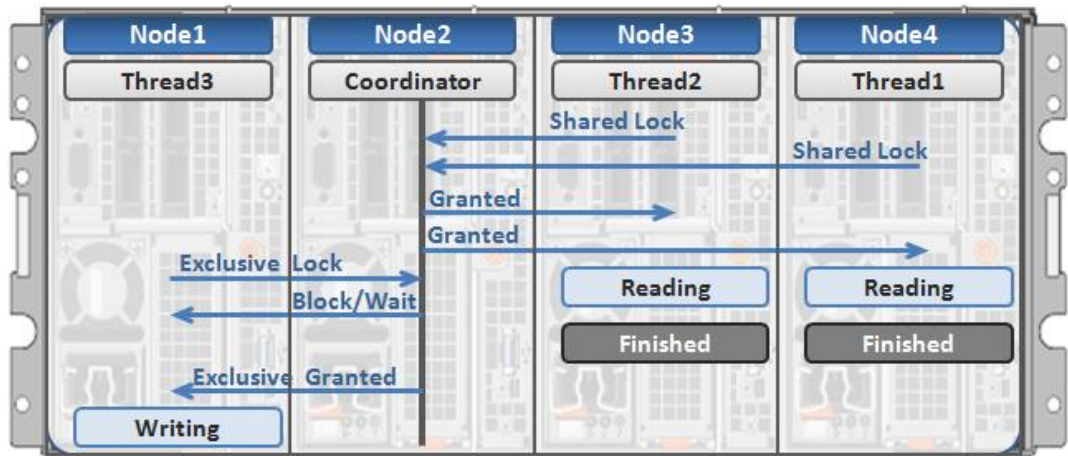 Node1
Node2
Node3
Node4
Thread3
Coordinator
Thread2
Thread1
Shared Lock
Shared Lock
Granted
Granted
Exclusive Lock
Reading
Reading
Block/Wait
Finished
Finished
Exclusive Granted
Writing